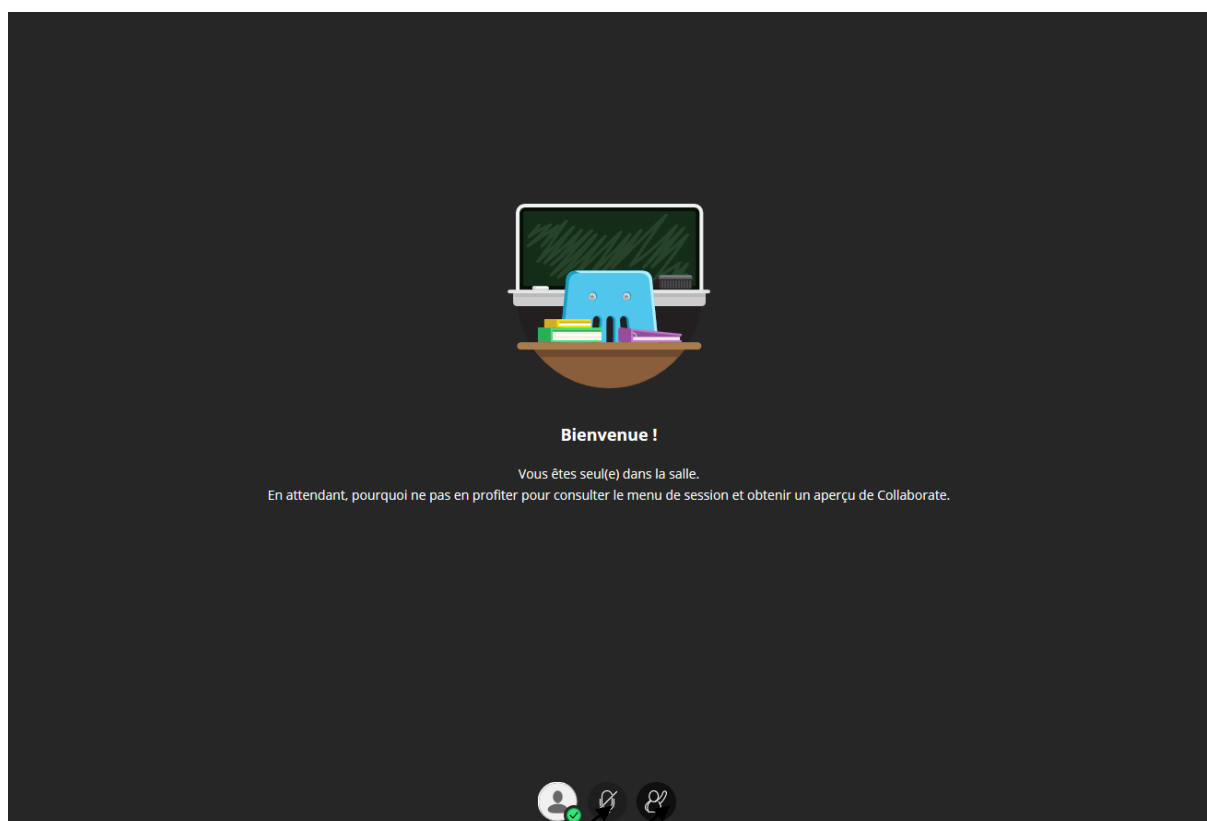 Bienvenue !
Vous êtes seul(e) dans la salle.
En attendant, pourquoi ne pas en profiter pour consulter le menu de session et obtenir un aperçu de Collaborate.